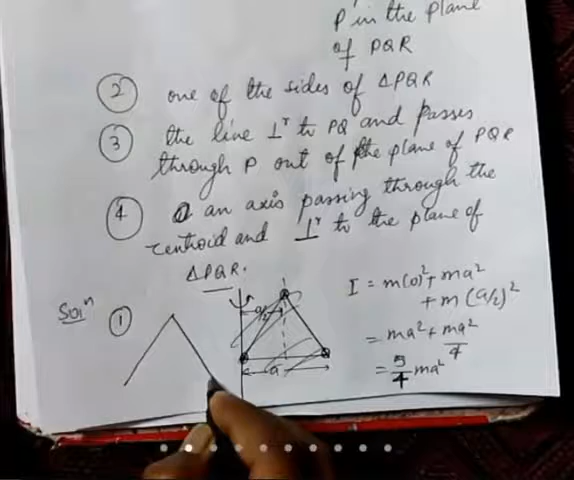 P in the plane
of PQR
② one of the sides of ΔPQR
③ the line ⊥ʳ to PQ and passes
through P out of the plane of PQR
④ an axis passing through the
centroid and ⊥ʳ to the plane of
ΔPQR.
Solⁿ ①
a/2
a
I = m(0)² + ma²
+ m (a/2)²
= ma² + ma²/4
= 5/4 ma²